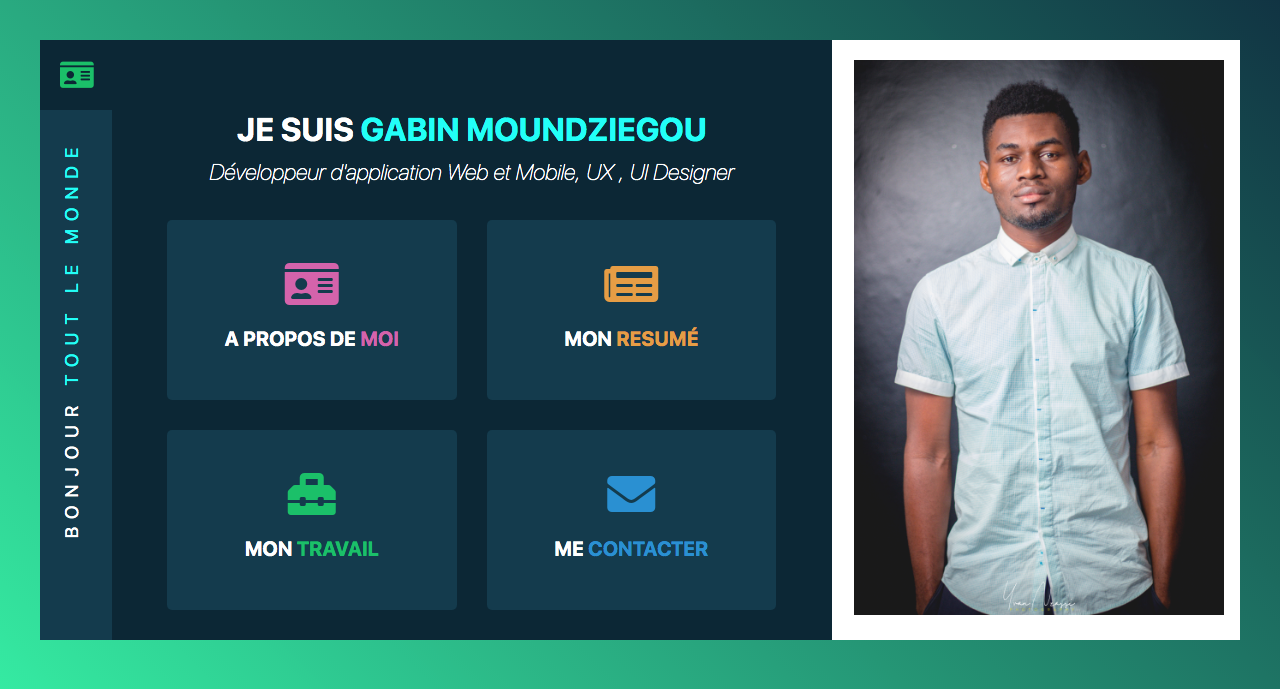 BONJOUR TOUT LE MONDE
JE SUIS GABIN MOUNDZIEGOU
Développeur d'application Web et Mobile, UX , UI Designer
A PROPOS DE MOI
MON RESUMÉ
MON TRAVAIL
ME CONTACTER